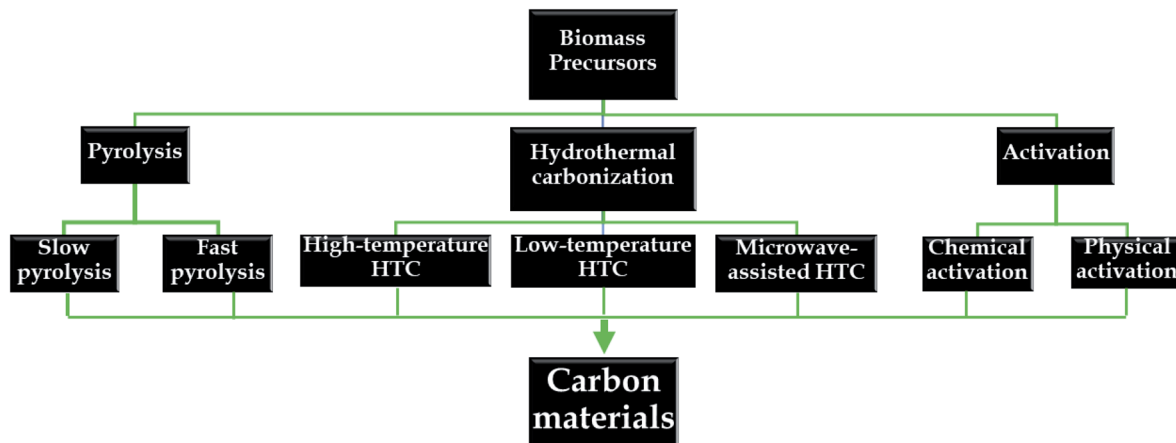 Biomass
Precursors
Pyrolysis
Hydrothermal
carbonization
Activation
Slow
pyrolysis
Fast
pyrolysis
High-temperature
HTC
Low-temperature
HTC
Microwave-
assisted HTC
Chemical
activation
Physical
activation
Carbon
materials